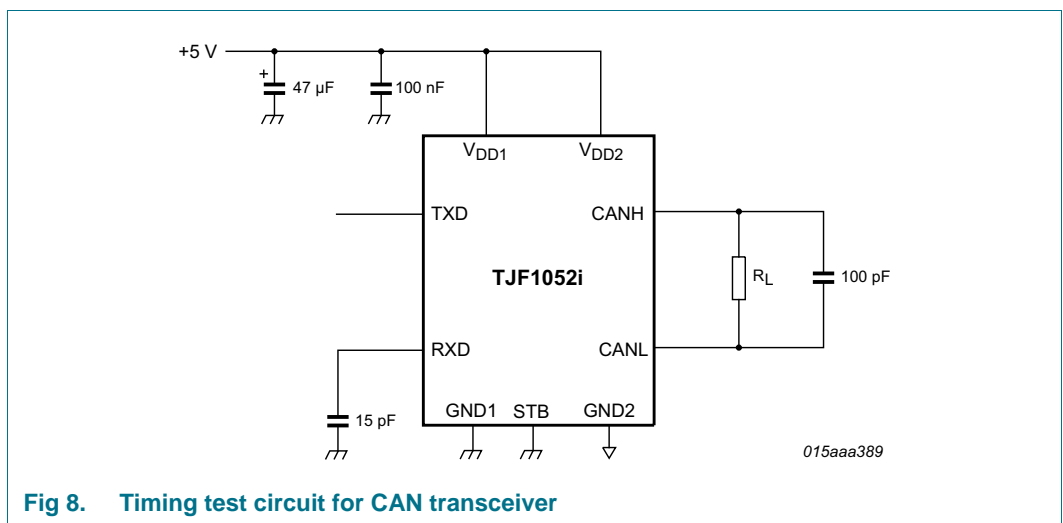 +5 V
+
47 µF
100 nF
VDD1
VDD2
TXD
CANH
TJF1052i
RL
100 pF
RXD
CANL
15 pF
GND1
STB
GND2
015aaa389
Fig 8. Timing test circuit for CAN transceiver